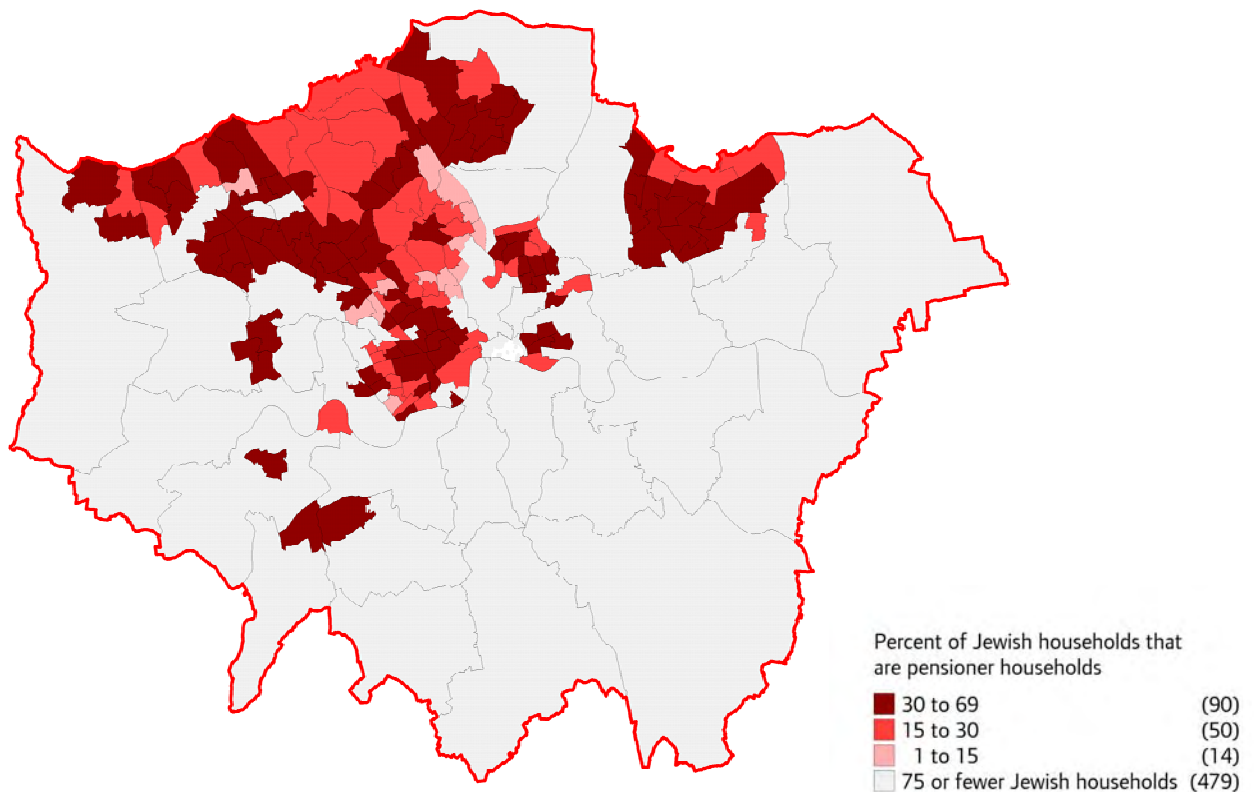 Percent of Jewish households that
are pensioner households
30 to 69 (90)
15 to 30 (50)
1 to 15 (14)
75 or fewer Jewish households (479)